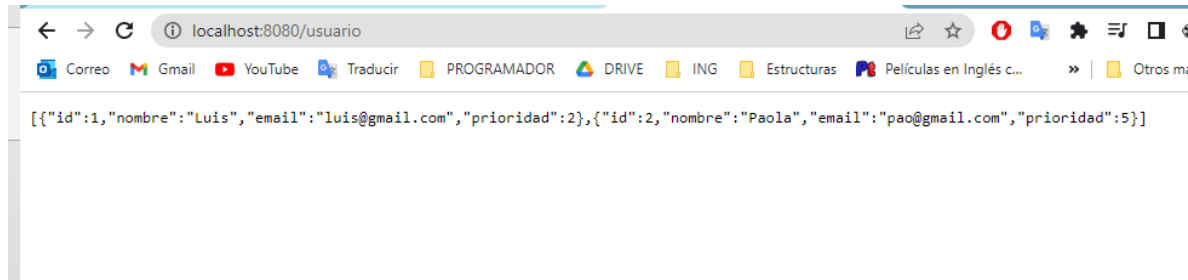 localhost:8080/usuario
Correo Gmail YouTube Traducir PROGRAMADOR DRIVE ING Estructuras Películas en Inglés c... » Otros ma
[{"id":1,"nombre":"Luis","email":"luis@gmail.com","prioridad":2},{"id":2,"nombre":"Paola","email":"pao@gmail.com","prioridad":5}]